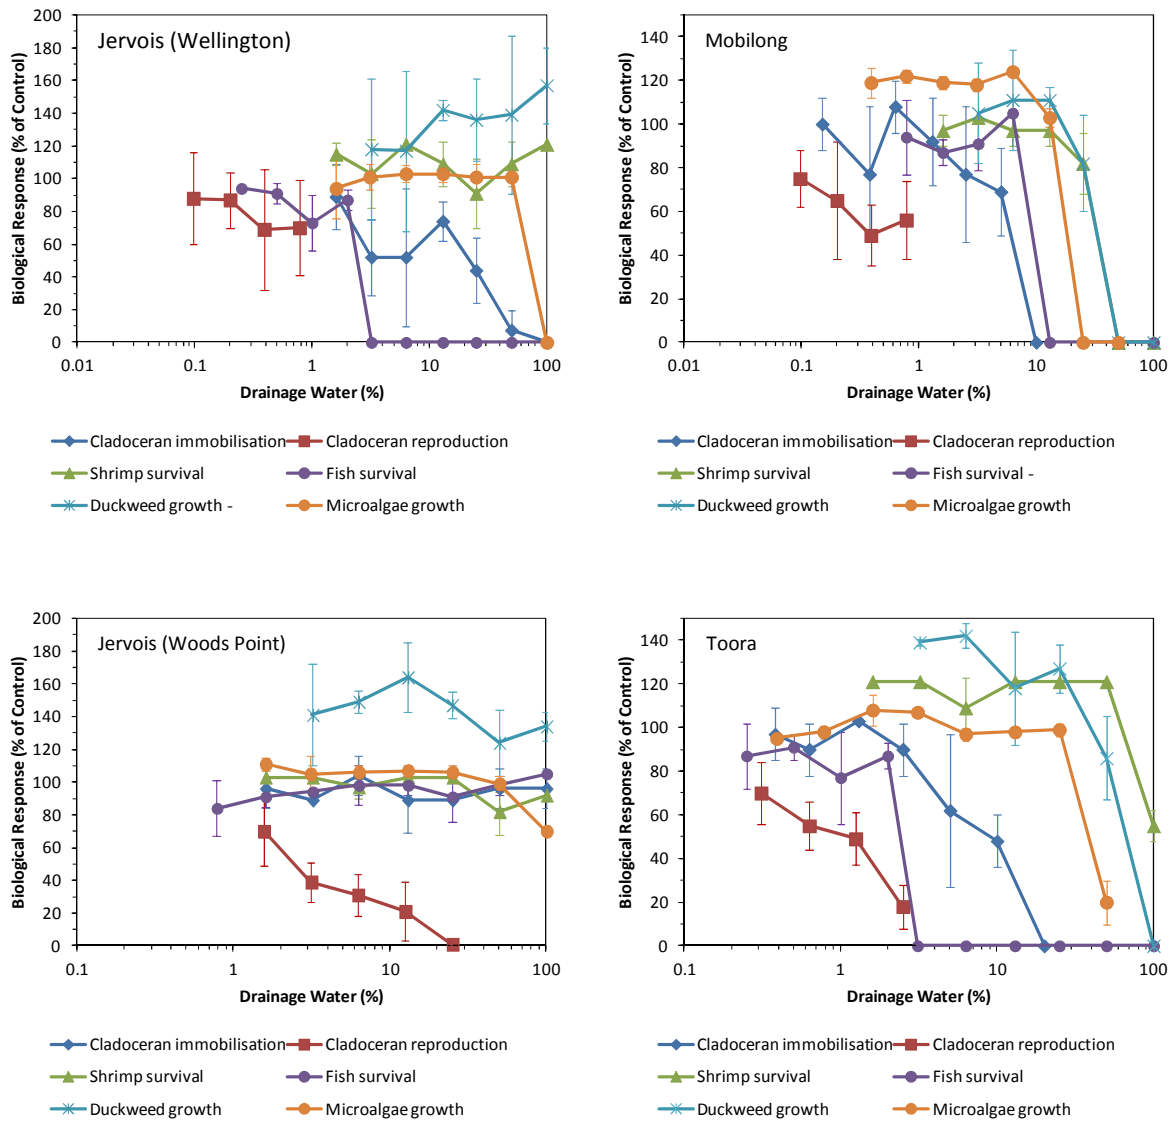 Jervois (Wellington)
Biological Response (% of Control)
200
180
160
140
120
100
80
60
40
20
0
0.01 0.1 1 10 100
Drainage Water (%)
Cladoceran immobilisation Cladoceran reproduction
Shrimp survival Fish survival
Duckweed growth - Microalgae growth
Mobilong
Biological Response (% of Control)
140
120
100
80
60
40
20
0
0.01 0.1 1 10 100
Drainage Water (%)
Cladoceran immobilisation Cladoceran reproduction
Shrimp survival Fish survival -
Duckweed growth Microalgae growth
Jervois (Woods Point)
Biological Response (% of Control)
200
180
160
140
120
100
80
60
40
20
0
0.1 1 10 100
Drainage Water (%)
Cladoceran immobilisation Cladoceran reproduction
Shrimp survival Fish survival
Duckweed growth Microalgae growth
Toora
Biological Response (% of Control)
140
120
100
80
60
40
20
0
0.1 1 10 100
Drainage Water (%)
Cladoceran immobilisation Cladoceran reproduction
Shrimp survival Fish survival
Duckweed growth Microalgae growth